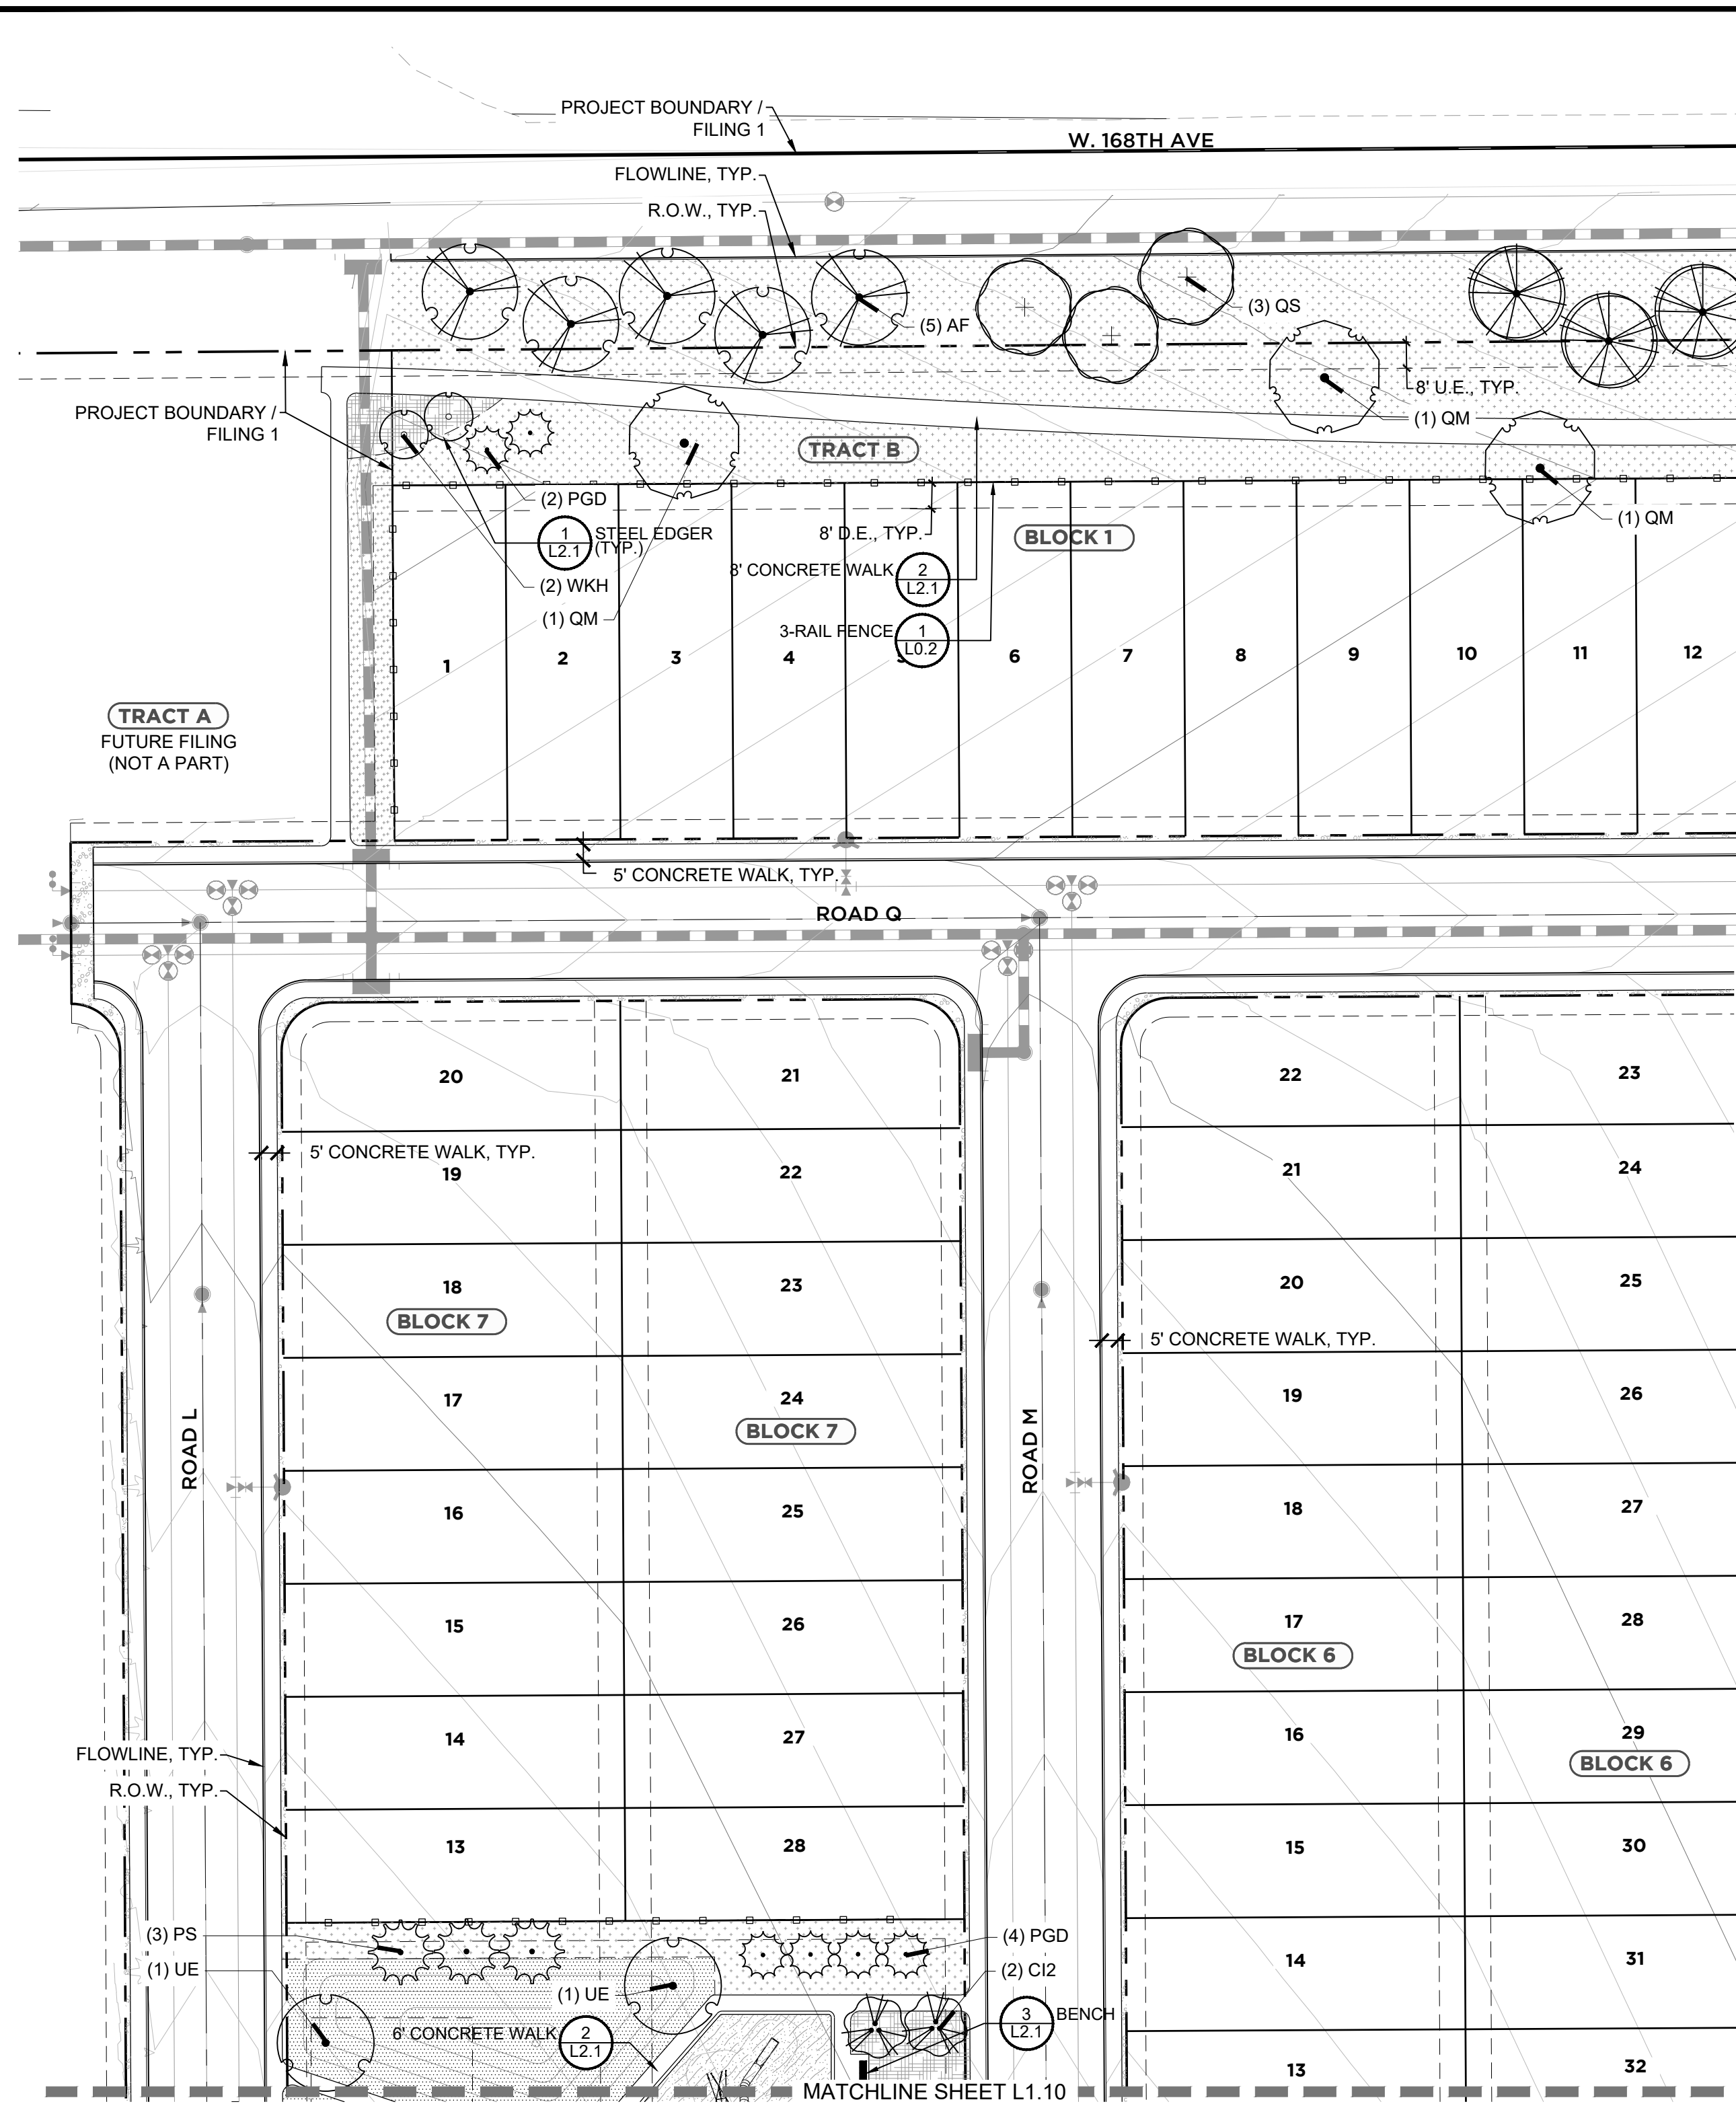 PROJECT BOUNDARY /
FILING 1
W. 168TH AVE
FLOWLINE, TYP.
R.O.W., TYP.
(5) AF
(3) QS
8' U.E., TYP.
(1) QM
PROJECT BOUNDARY /
FILING 1
TRACT B
(2) PGD
1
L2.1
STEEL EDGER
(TYP.)
(2) WKH
(1) QM
8' D.E., TYP.
BLOCK 1
(1) QM
8' CONCRETE WALK
2
L2.1
3-RAIL FENCE
1
L0.2
1
2
3
4
5
6
7
8
9
10
11
12
TRACT A
FUTURE FILING
(NOT A PART)
5' CONCRETE WALK, TYP.
ROAD Q
20
21
22
23
5' CONCRETE WALK, TYP.
19
22
21
24
18
23
20
25
BLOCK 7
5' CONCRETE WALK, TYP.
17
24
19
26
BLOCK 7
ROAD L
ROAD M
16
25
18
27
15
26
17
28
BLOCK 6
14
27
16
29
BLOCK 6
FLOWLINE, TYP.
R.O.W., TYP.
13
28
15
30
(3) PS
(4) PGD
14
31
(1) UE
(2) CI2
(1) UE
3
L2.1
BENCH
6' CONCRETE WALK
2
L2.1
13
32
MATCHLINE SHEET L1.10